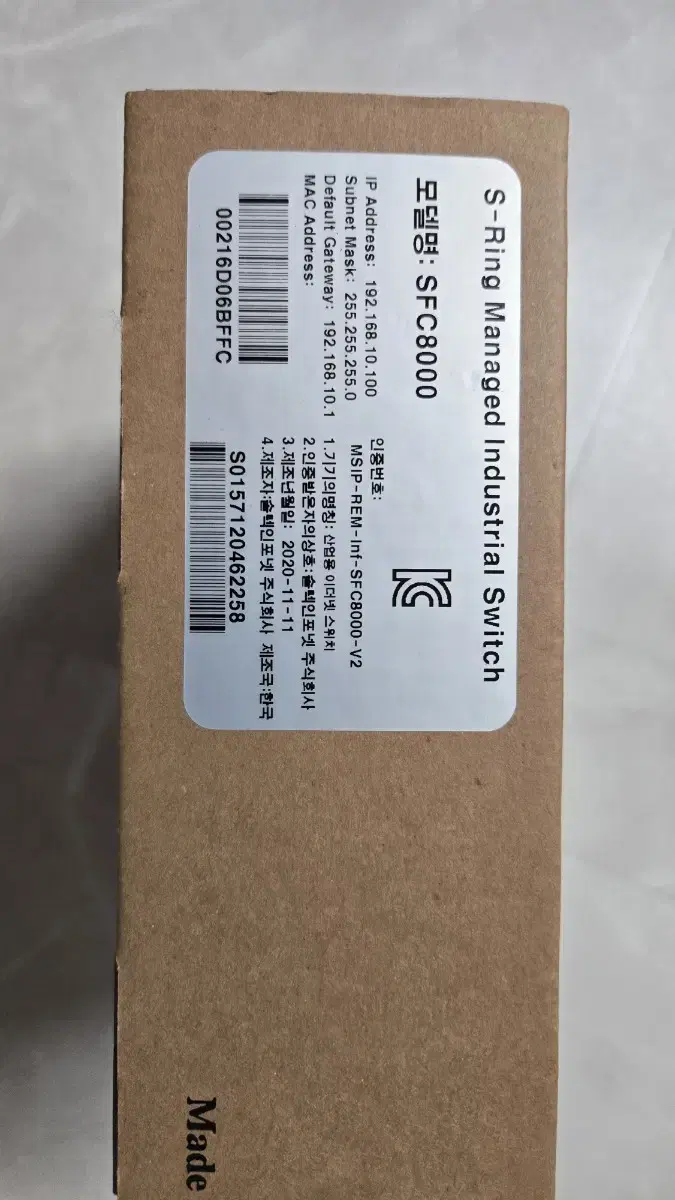 S-Ring Managed Industrial Switch
모델명: SFC8000
IP Address: 192.168.10.100
Subnet Mask: 255.255.255.0
Default Gateway: 192.168.10.1
MAC Address:
00216D06BFFC
인증번호:
MSIP-REM-Inf-SFC8000-V2
1.기기의명칭: 산업용 이더넷 스위치
2.인증받은자의상호:솔텍인포넷 주식회사
3.제조년월일: 2020-11-11
4.제조자:솔텍인포넷 주식회사 제조국:한국
S0157120462258
Made